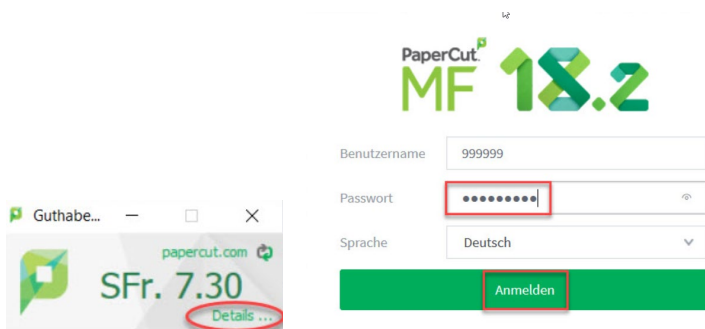 Guthabe...
papercut.com
SFr. 7.30
Details ...
PaperCut
MF 18.2
Benutzername 999999
Passwort ●●●●●●●●●
Sprache Deutsch
Anmelden